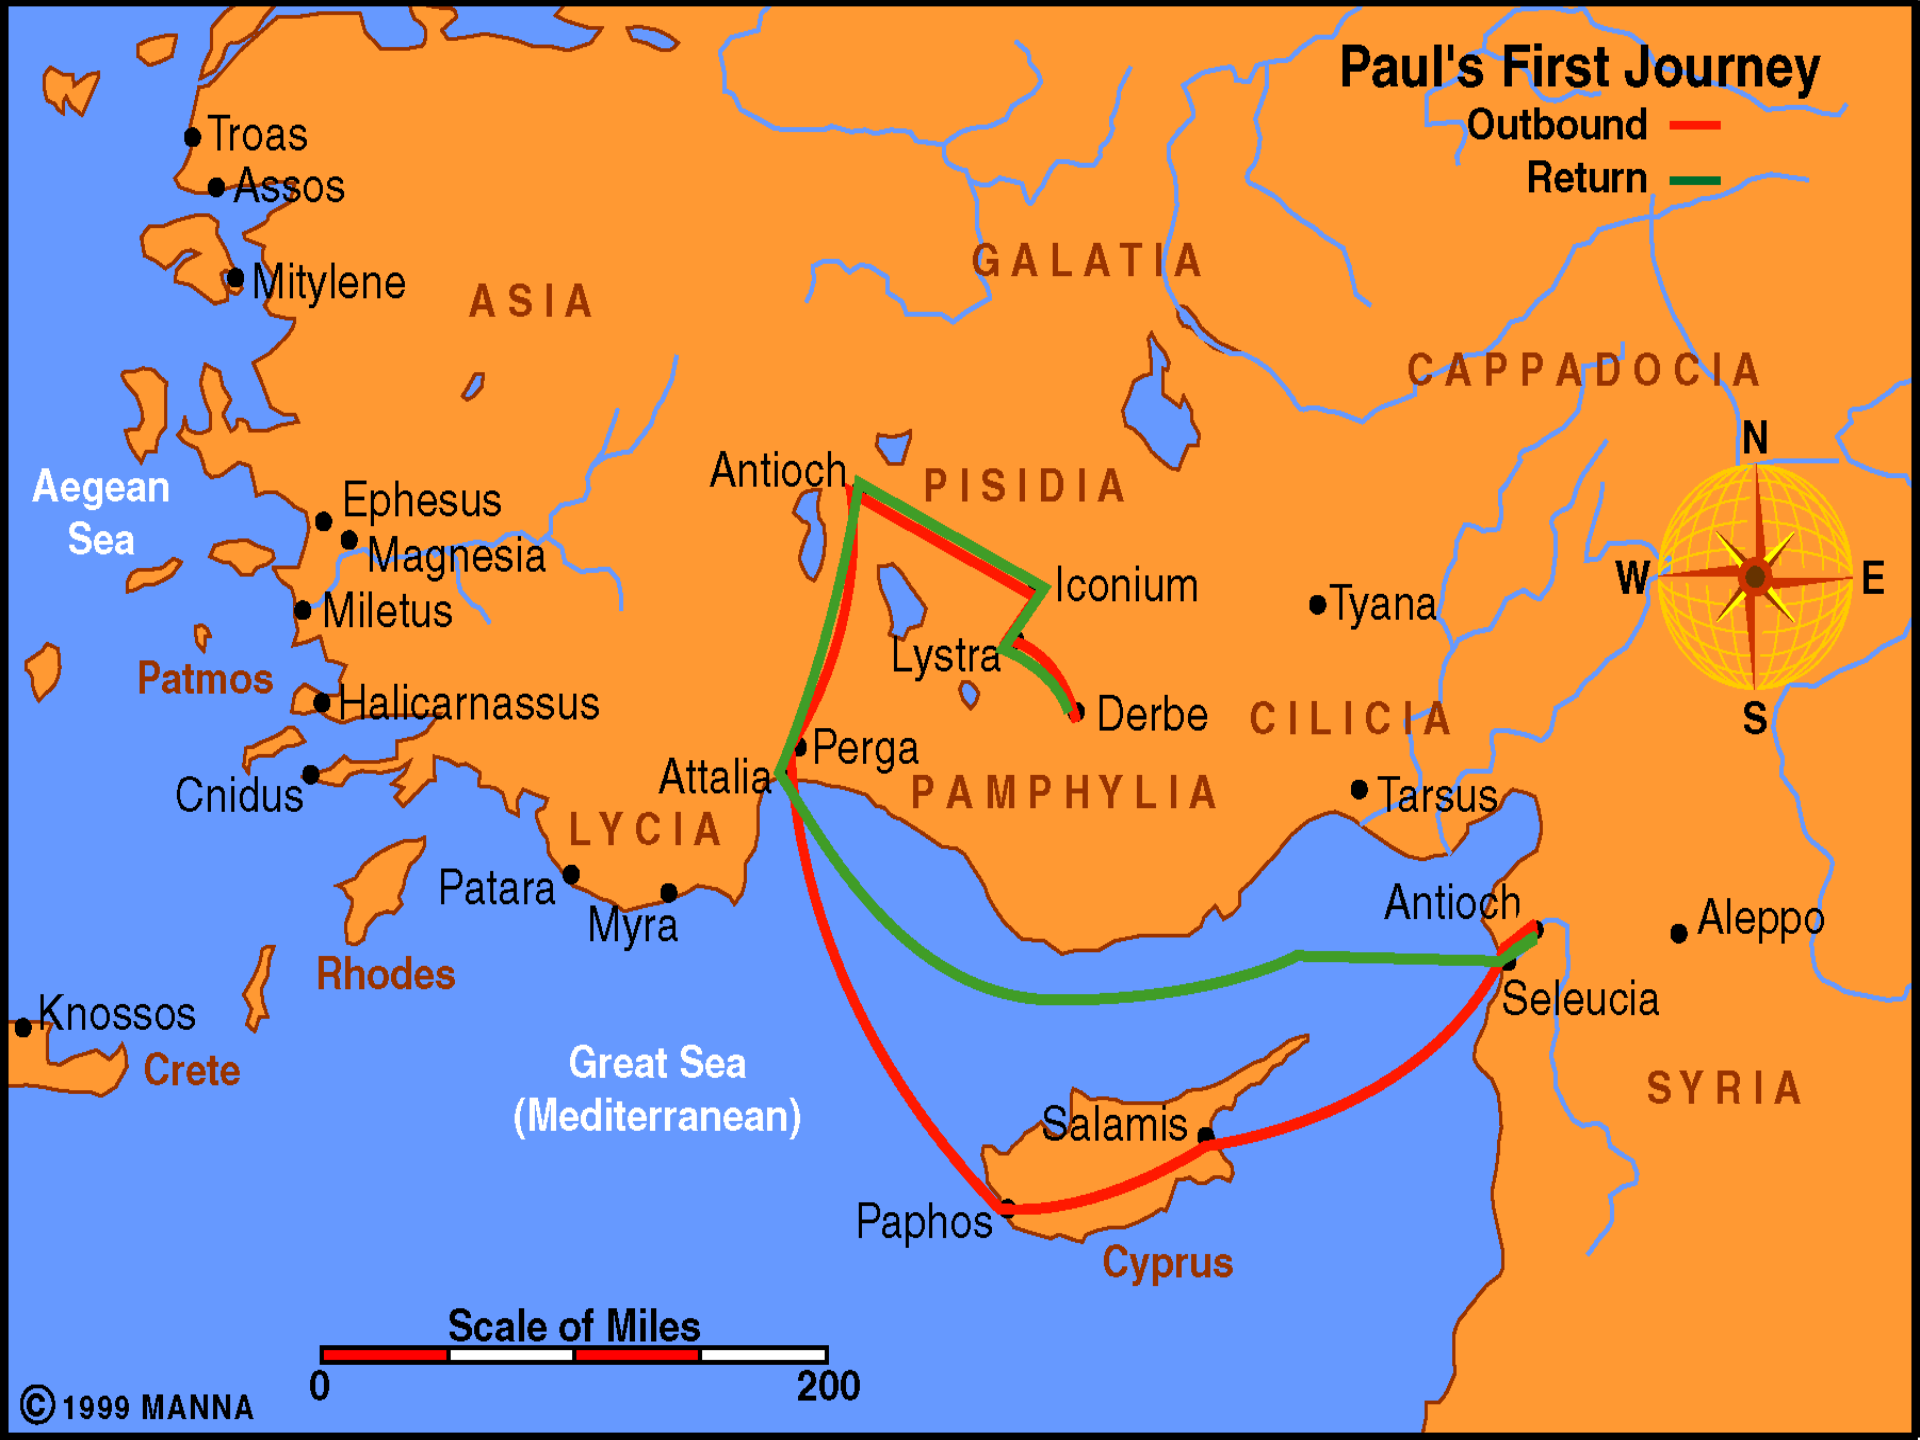 Paul's First Journey
Outbound
Return
Troas
Assos
Mitylene
ASIA
GALATIA
CAPPADOCIA
N
Antioch
PISIDIA
Aegean
Sea
Ephesus
Magnesia
Miletus
Iconium
Tyana
W
E
S
Patmos
Lystra
Halicarnassus
Derbe
CILICIA
Perga
Attalia
PAMPHYLIA
Tarsus
Cnidus
LYCIA
Patara
Myra
Antioch
Aleppo
Rhodes
Seleucia
Knossos
Crete
Great Sea
(Mediterranean)
SYRIA
Salamis
Paphos
Cyprus
Scale of Miles
0
200
© 1999 MANNA